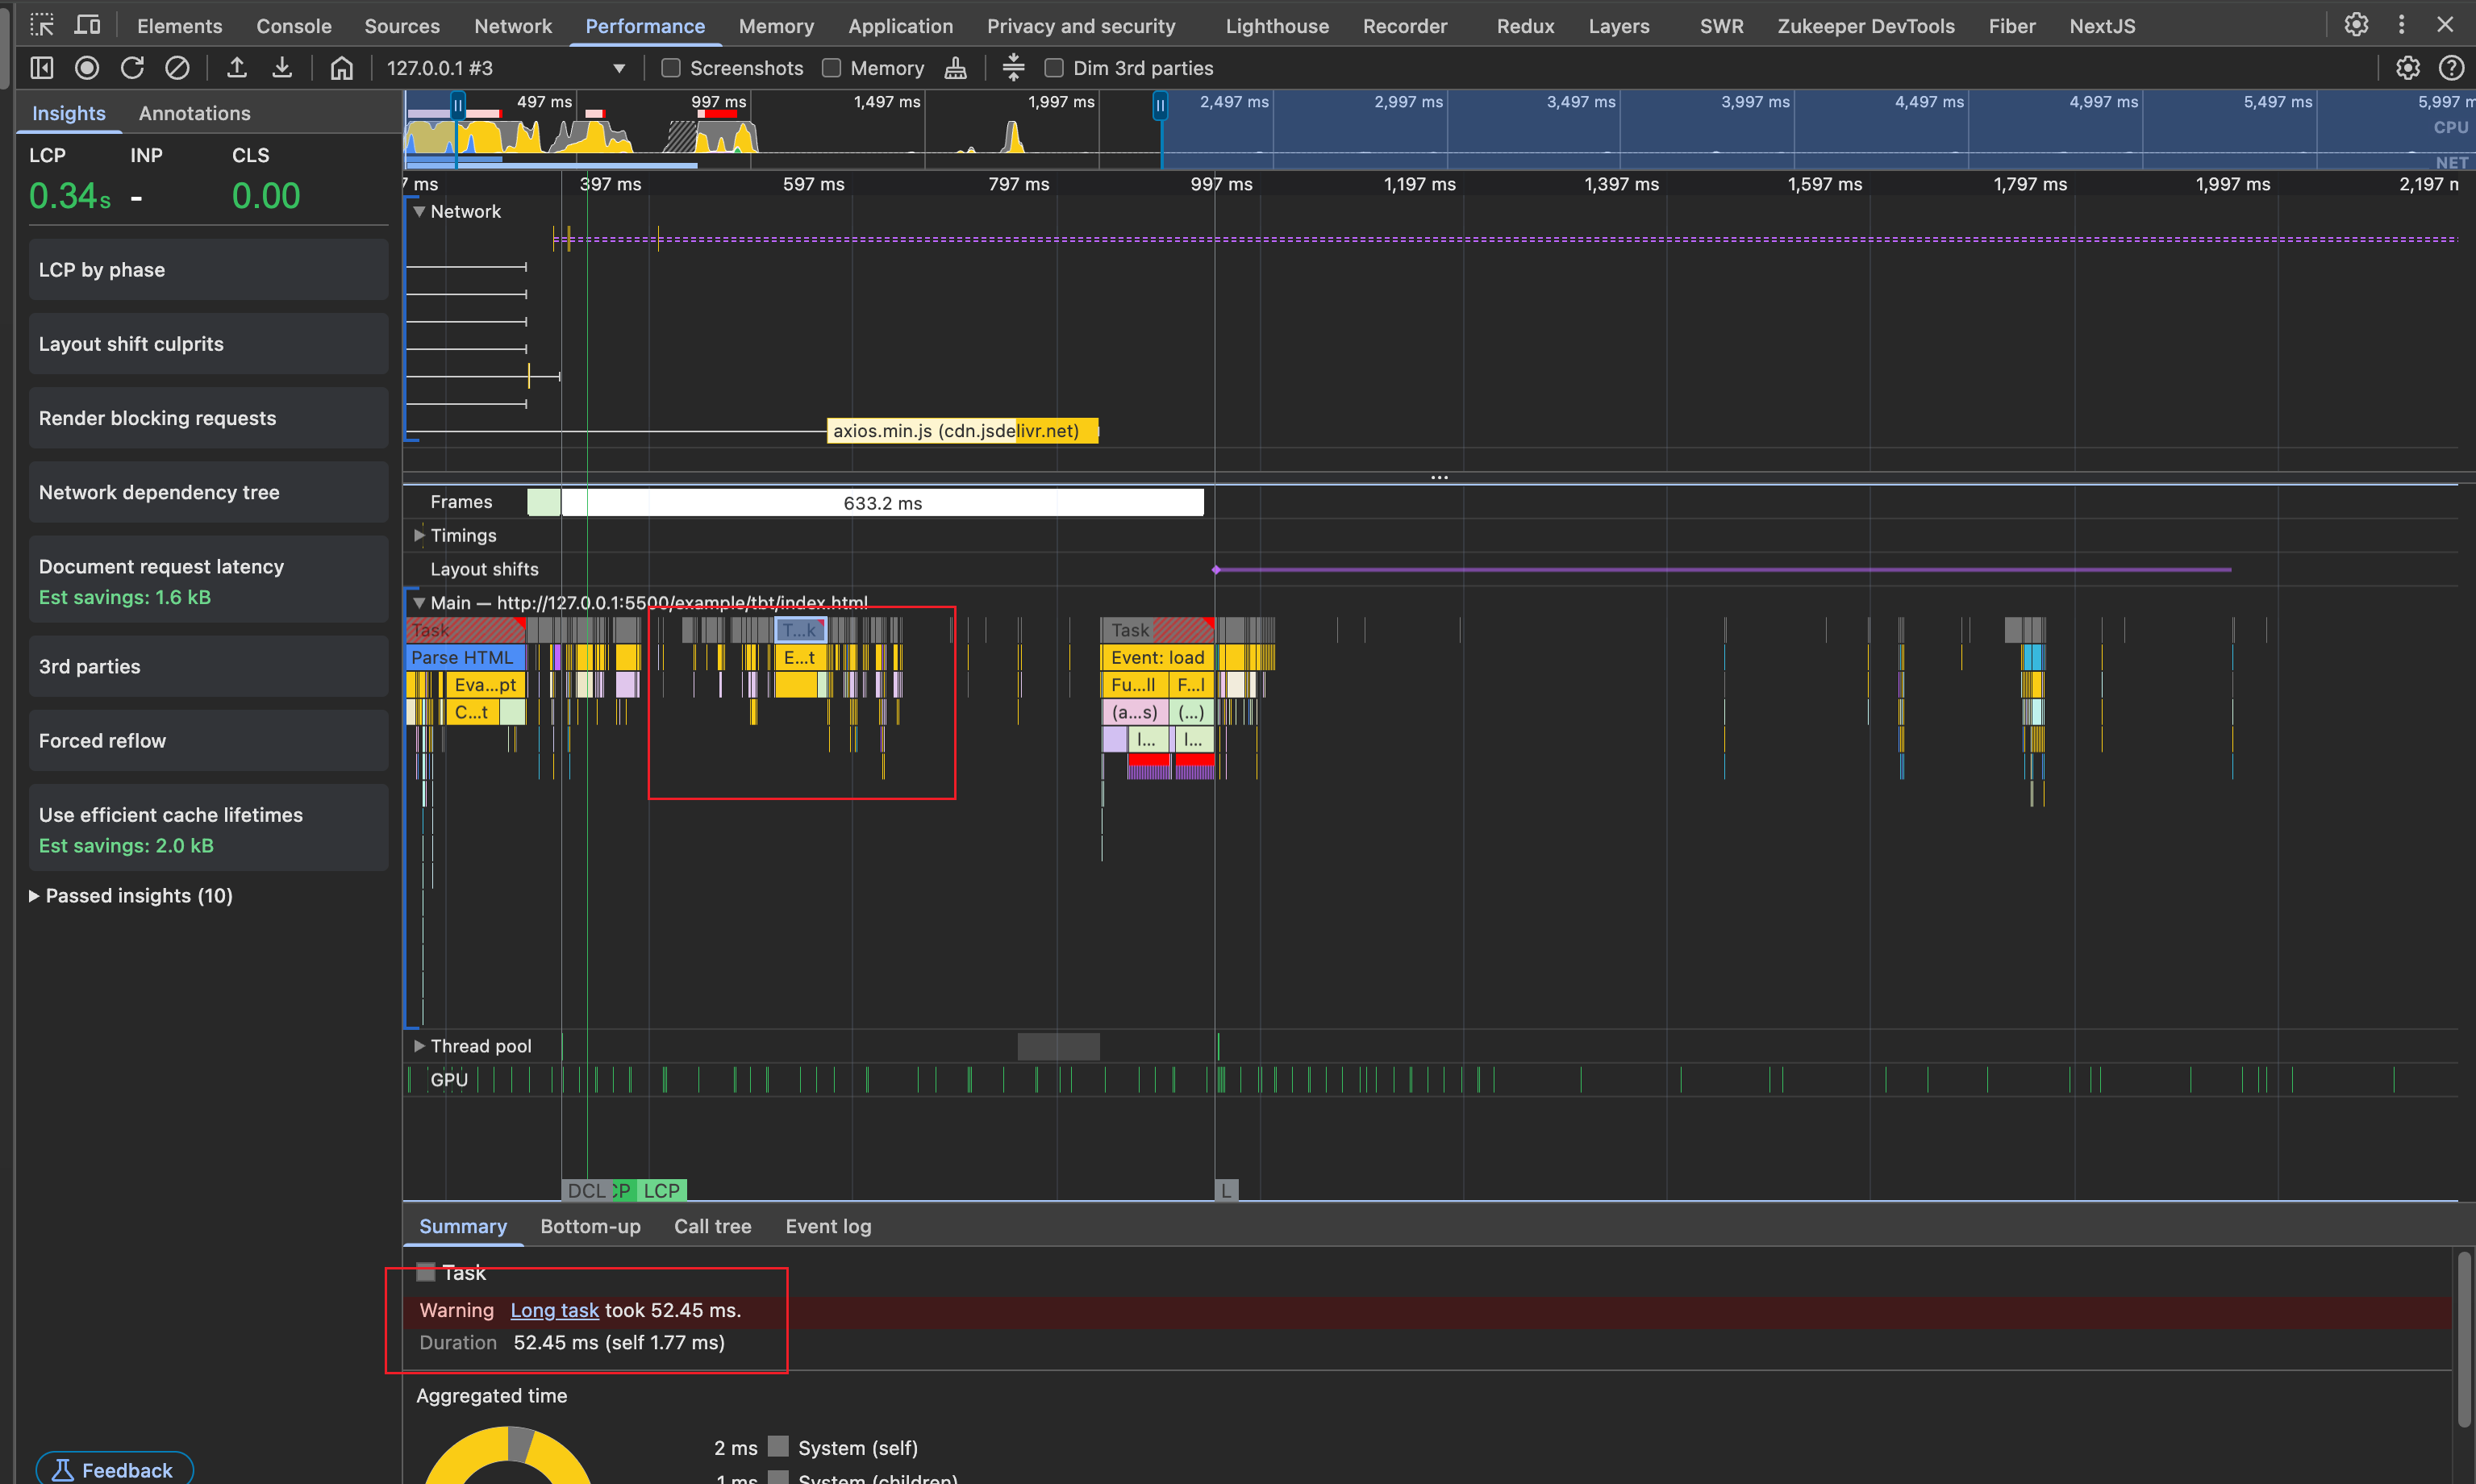 Elements Console Sources Network Performance Memory Application Privacy and security Lighthouse Recorder Redux Layers SWR Zukeeper DevTools Fiber NextJS
127.0.0.1 #3 Screenshots Memory Dim 3rd parties
Insights Annotations
LCP INP CLS
0.34s - 0.00
LCP by phase
Layout shift culprits
Render blocking requests
Network dependency tree
Document request latency
Est savings: 1.6 kB
3rd parties
Forced reflow
Use efficient cache lifetimes
Est savings: 2.0 kB
Passed insights (10)
Feedback
497 ms 997 ms 1,497 ms 1,997 ms 2,497 ms 2,997 ms 3,497 ms 3,997 ms 4,497 ms 4,997 ms 5,497 ms 5,997 m
CPU
NET
7 ms 397 ms 597 ms 797 ms 997 ms 1,197 ms 1,397 ms 1,597 ms 1,797 ms 1,997 ms 2,197 m
Network
axios.min.js (cdn.jsdelivr.net)
...
Frames 633.2 ms
Timings
Layout shifts
Main — http://127.0.0.1:5500/example/tbt/index.html
Task T...k Task
Parse HTML E...t Event: load
Eva...pt Fu...ll F...l
C...t (a...s) (...)
l... l...
Thread pool
GPU
DCL CP LCP L
Summary Bottom-up Call tree Event log
Task
Warning Long task took 52.45 ms.
Duration 52.45 ms (self 1.77 ms)
Aggregated time
2 ms System (self)
1 ms System (children)